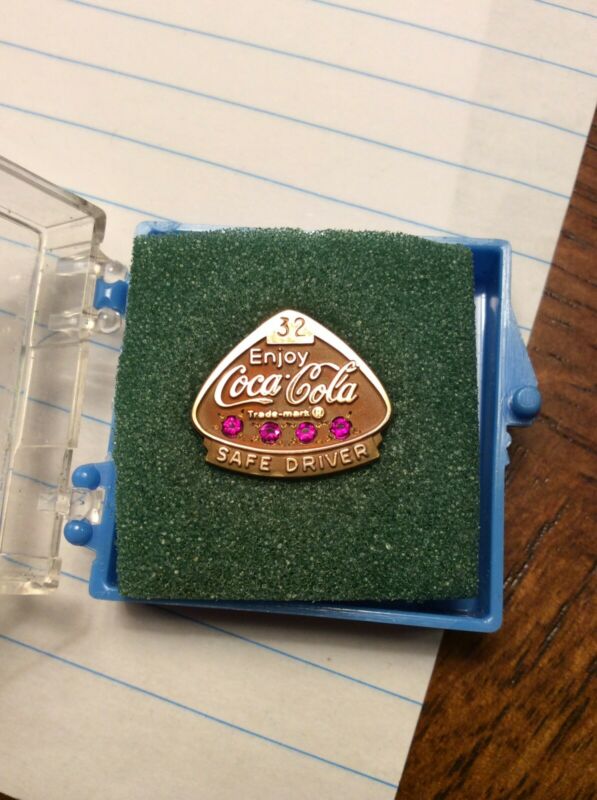 32
Enjoy
Coca-Cola
Trade-mark ®
SAFE DRIVER